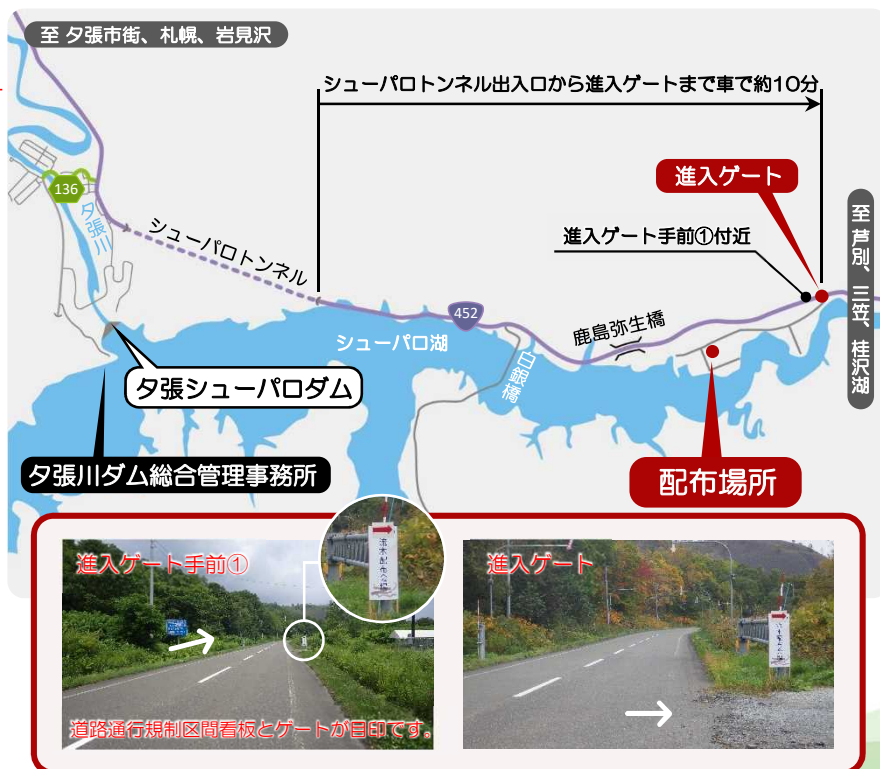 至 夕張市街、札幌、岩見沢
シューパロトンネル出入口から進入ゲートまで車で約10分
進入ゲート
136
夕張川
進入ゲート手前①付近
至 芦別、三笠、桂沢湖
シューパロトンネル
452
鹿島弥生橋
シューパロ湖
白銀橋
夕張シューパロダム
夕張川ダム総合管理事務所
配布場所
進入ゲート手前①
進入ゲート
道路通行規制区間看板とゲートが目印です。